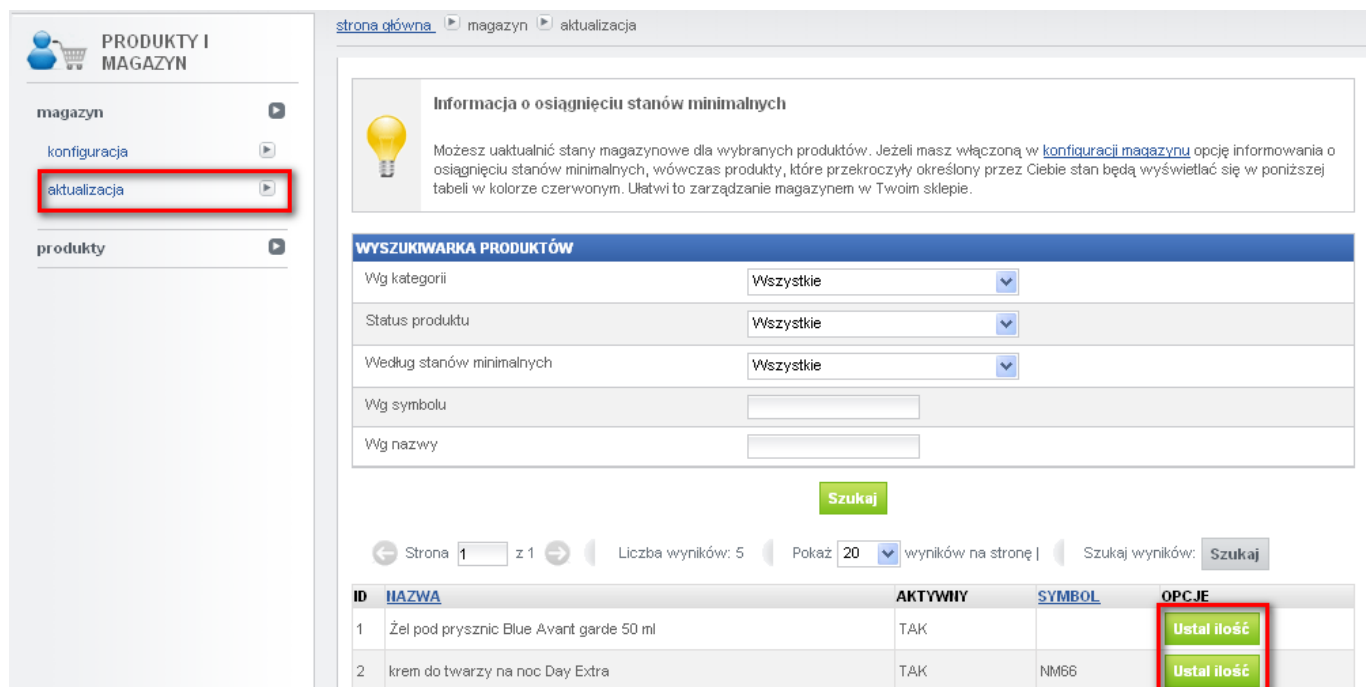 PRODUKTY I
MAGAZYN
magazyn
konfiguracja
aktualizacja
produkty
strona główna magazyn aktualizacja
Informacja o osiągnięciu stanów minimalnych
Możesz uaktualnić stany magazynowe dla wybranych produktów. Jeżeli masz włączoną w konfiguracji magazynu opcję informowania o
osiągnięciu stanów minimalnych, wówczas produkty, które przekroczyły określony przez Ciebie stan będą wyświetlać się w poniższej
tabeli w kolorze czerwonym. Ułatwi to zarządzanie magazynem w Twoim sklepie.
WYSZUKIWARKA PRODUKTÓW
Wg kategorii Wszystkie
Status produktu Wszystkie
Według stanów minimalnych Wszystkie
Wg symbolu
Wg nazwy
Szukaj
Strona 1 z 1 Liczba wyników: 5 Pokaż 20 wyników na stronę | Szukaj wyników: Szukaj
ID NAZWA AKTYWNY SYMBOL OPCJE
1 Żel pod prysznic Blue Avant garde 50 ml TAK Ustal ilość
2 krem do twarzy na noc Day Extra TAK NM66 Ustal ilość